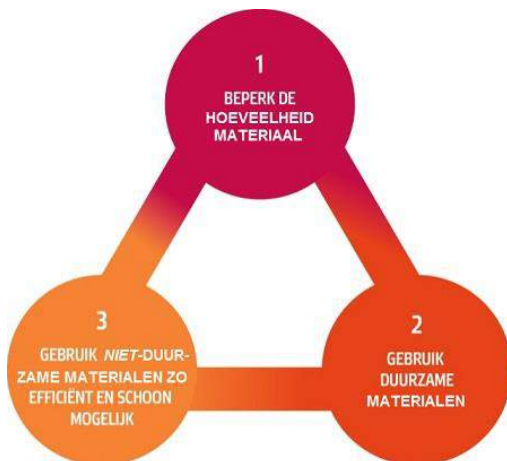 1
BEPERK DE
HOEVEELHEID
MATERIAAL
2
GEBRUIK
DUURZAME
MATERIALEN
3
GEBRUIK NIET-DUUR-
ZAME MATERIALEN ZO
EFFICIËNT EN SCHOON
MOGELIJK